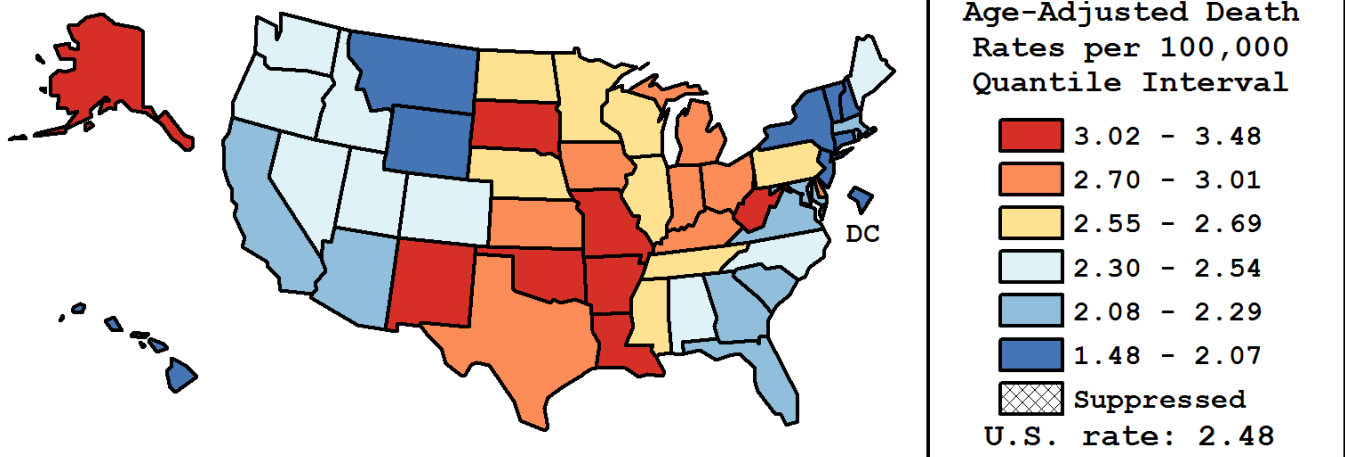 Age-Adjusted Death
Rates per 100,000
Quantile Interval
3.02 - 3.48
2.70 - 3.01
2.55 - 2.69
2.30 - 2.54
2.08 - 2.29
1.48 - 2.07
Suppressed
U.S. rate: 2.48
DC